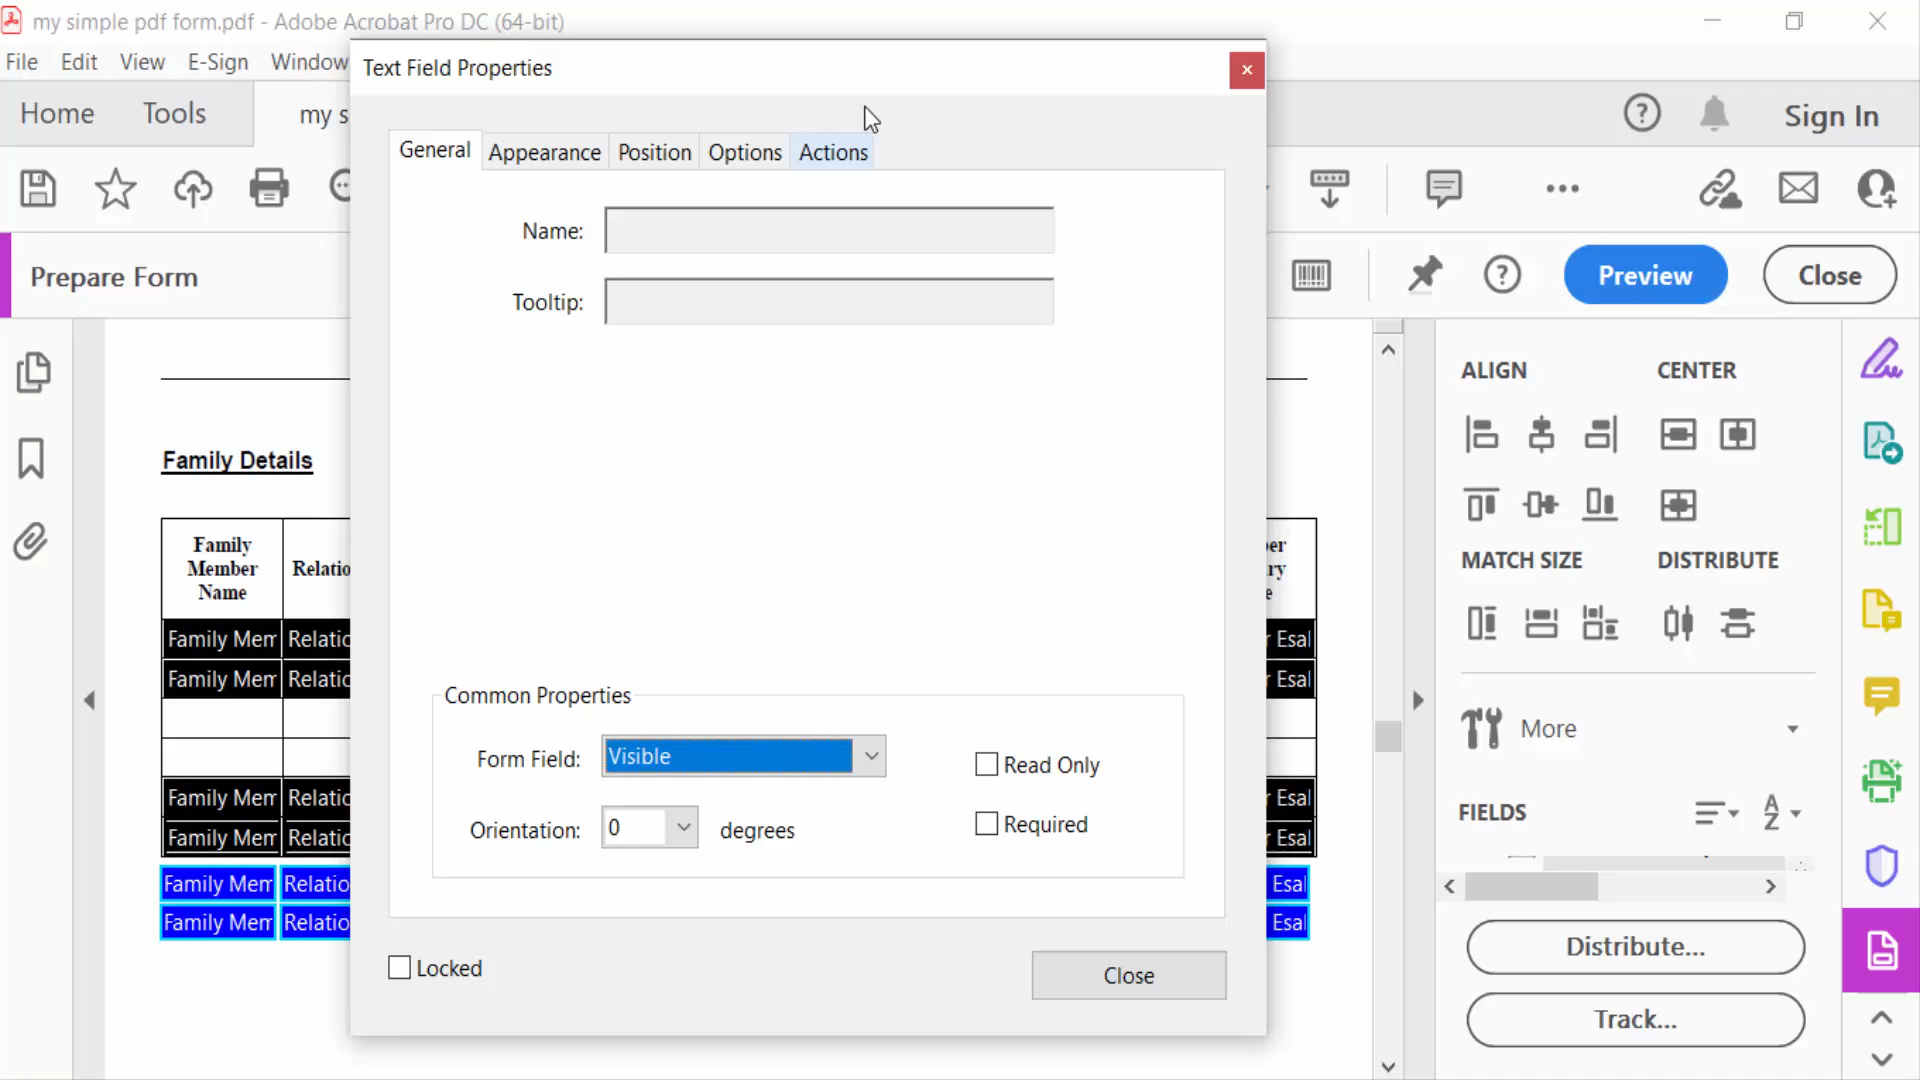 my simple pdf form.pdf - Adobe Acrobat Pro DC (64-bit)
File Edit View E-Sign Window
Text Field Properties
Home Tools my s
Sign In
General Appearance Position Options Actions
Name:
Tooltip:
Prepare Form
Preview
Close
ALIGN CENTER
Family Details
Family
Member
Name
Relatio
er
ry
e
MATCH SIZE DISTRIBUTE
Family Mem Relatic r Esal
Family Mem Relatic r Esal
Common Properties
Form Field: Visible
Read Only
More
Orientation: 0 degrees
Required
FIELDS
Family Mem Relatic r Esal
Family Mem Relatic r Esal
Family Mem Relatio Esal
Family Mem Relatio Esal
Locked
Close
Distribute...
Track...